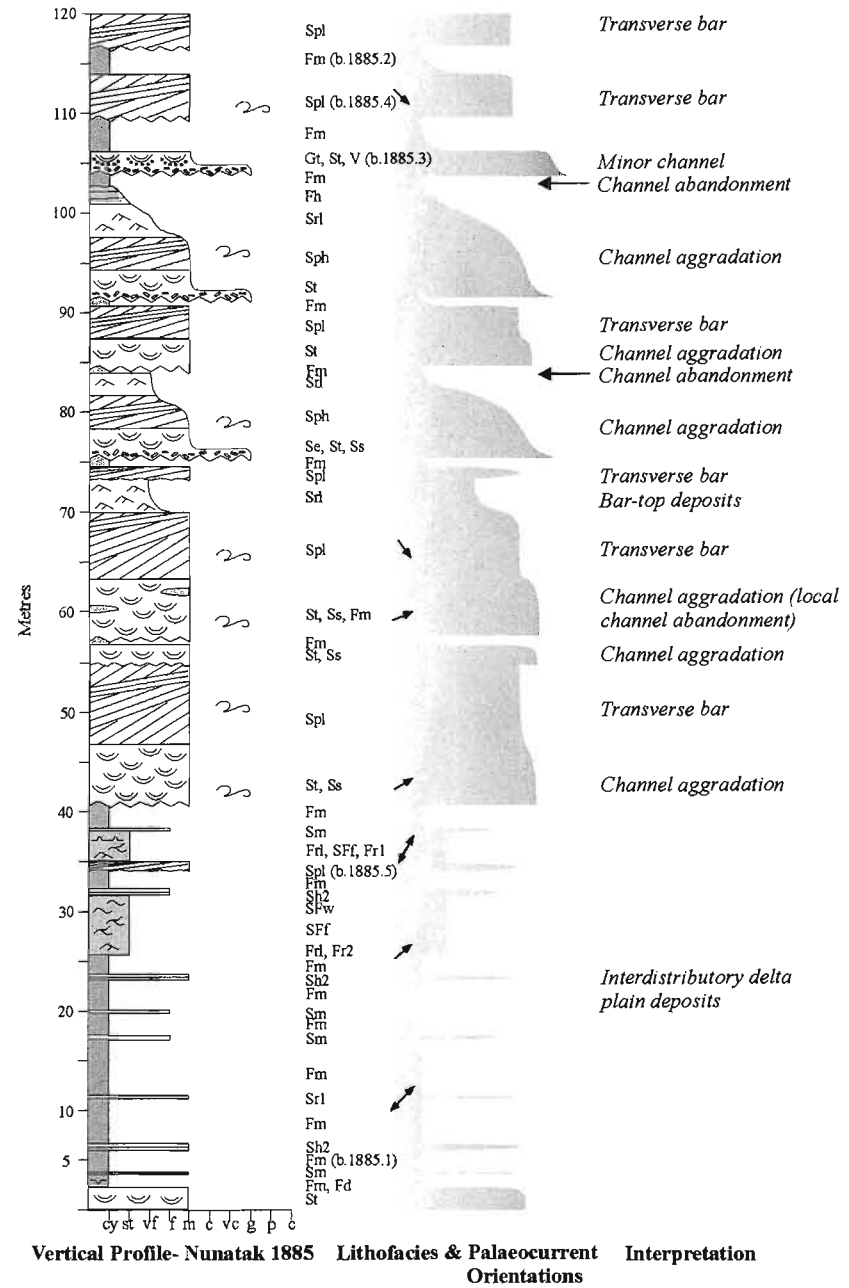 120
Spl
Transverse bar
Fm (b.1885.2)
110
Spl (b.1885.4)
Transverse bar
Fm
Gt, St, V (b.1885.3)
Minor channel
Fm
Channel abandonment
Fh
100
Srl
Sph
Channel aggradation
St
Fm
90
Spl
Transverse bar
St
Channel aggradation
Fm
Channel abandonment
Srl
80
Sph
Channel aggradation
Se, St, Ss
Fm
Spl
Transverse bar
Srl
Bar-top deposits
70
Spl
Transverse bar
Metres
60
St, Ss, Fm
Channel aggradation (local
channel abandonment)
Fm
St, Ss
Channel aggradation
50
Spl
Transverse bar
St, Ss
Channel aggradation
40
Fm
Sm
Frl, SFf, Fr1
Spl (b.1885.5)
Fm
Sh2
30
SFw
SFf
Frl, Fr2
Fm
Sh2
Interdistributory delta
plain deposits
Fm
20
Sm
Fm
Sm
Fm
Sr1
10
Fm
Sh2
5
Fm (b.1885.1)
Sm
Fm, Fd
St
cy st vf f m c vc g p c
Vertical Profile- Nunatak 1885
Lithofacies & Palaeocurrent
Orientations
Interpretation